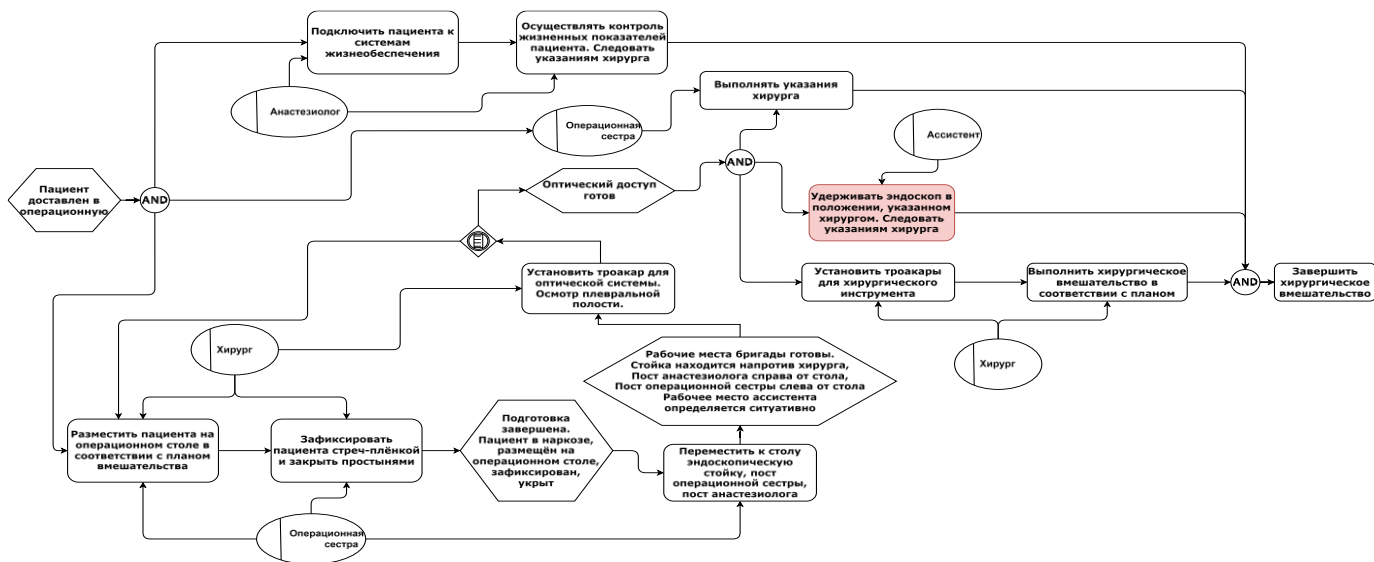 Подключить пациента к
системам
жизнеобеспечения
Осуществлять контроль
жизненных показателей
пациента. Следовать
указаниям хирурга
Анастезиолог
Операционная
сестра
Выполнять указания
хирурга
Ассистент
Пациент
доставлен в
операционную
AND
Оптический доступ
готов
AND
Удерживать эндоскоп в
положении, указанном
хирургом. Следовать
указаниям хирурга
Установить троакар для
оптической системы.
Осмотр плевральной
полости.
Установить троакары
для хирургического
инструмента
Выполнить хирургическое
вмешательство в
соответствии с планом
AND
Завершить
хирургическое
вмешательство
Хирург
Хирург
Рабочие места бригады готовы.
Стойка находится напротив хирурга,
Пост анастезиолога справа от стола,
Пост операционной сестры слева от стола
Рабочее место ассистента
определяется ситуативно
Разместить пациента на
операционном столе в
соответствии с планом
вмешательства
Зафиксировать
пациента стреч-плёнкой
и закрыть простынями
Подготовка
завершена.
Пациент в наркозе,
размещён на
операционном столе,
зафиксирован,
укрыт
Переместить к столу
эндоскопическую
стойку, пост
операционной сестры,
пост анастезиолога
Операционная
сестра